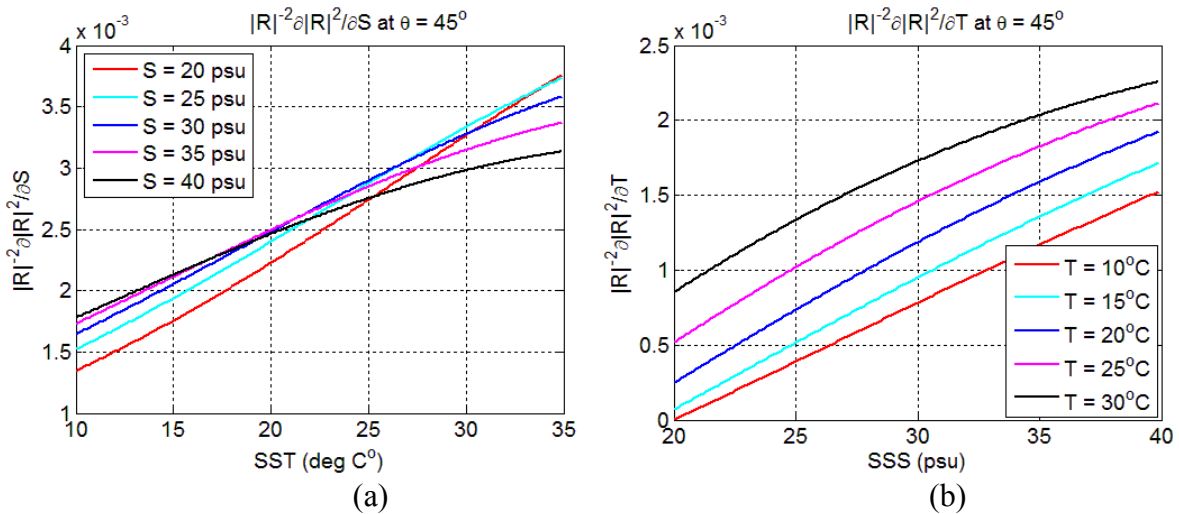 |R|⁻²∂|R|²/∂S at θ = 45°
x 10⁻³
4
3.5
3
2.5
2
1.5
1
|R|⁻²∂|R|²/∂S
S = 20 psu
S = 25 psu
S = 30 psu
S = 35 psu
S = 40 psu
10 15 20 25 30 35
SST (deg C°)
(a)
|R|⁻²∂|R|²/∂T at θ = 45°
x 10⁻³
2.5
2
1.5
1
0.5
0
|R|⁻²∂|R|²/∂T
T = 10°C
T = 15°C
T = 20°C
T = 25°C
T = 30°C
20 25 30 35 40
SSS (psu)
(b)